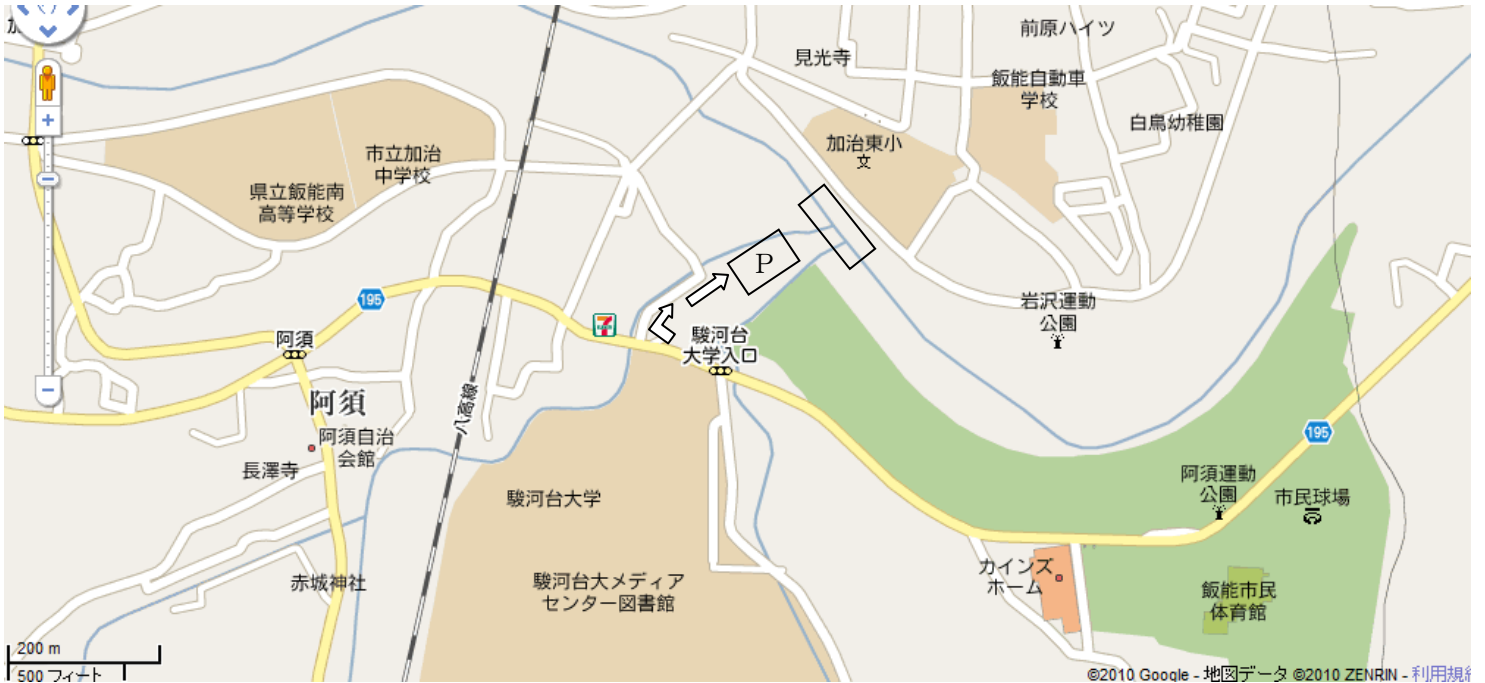 加
前原ハイツ
見光寺
飯能自動車
学校
白鳥幼稚園
加治東小
文
市立加治
中学校
県立飯能南
高等学校
P
195
岩沢運動
公園
阿須
駿河台
大学入口
阿須
八高線
阿須自治
会館
長澤寺
195
阿須運動
公園
市民球場
駿河台大学
カインズ
ホーム
赤城神社
駿河台大メディア
センター図書館
飯能市民
体育館
200 m
500 フィート
©2010 Google - 地図データ ©2010 ZENRIN - 利用規約